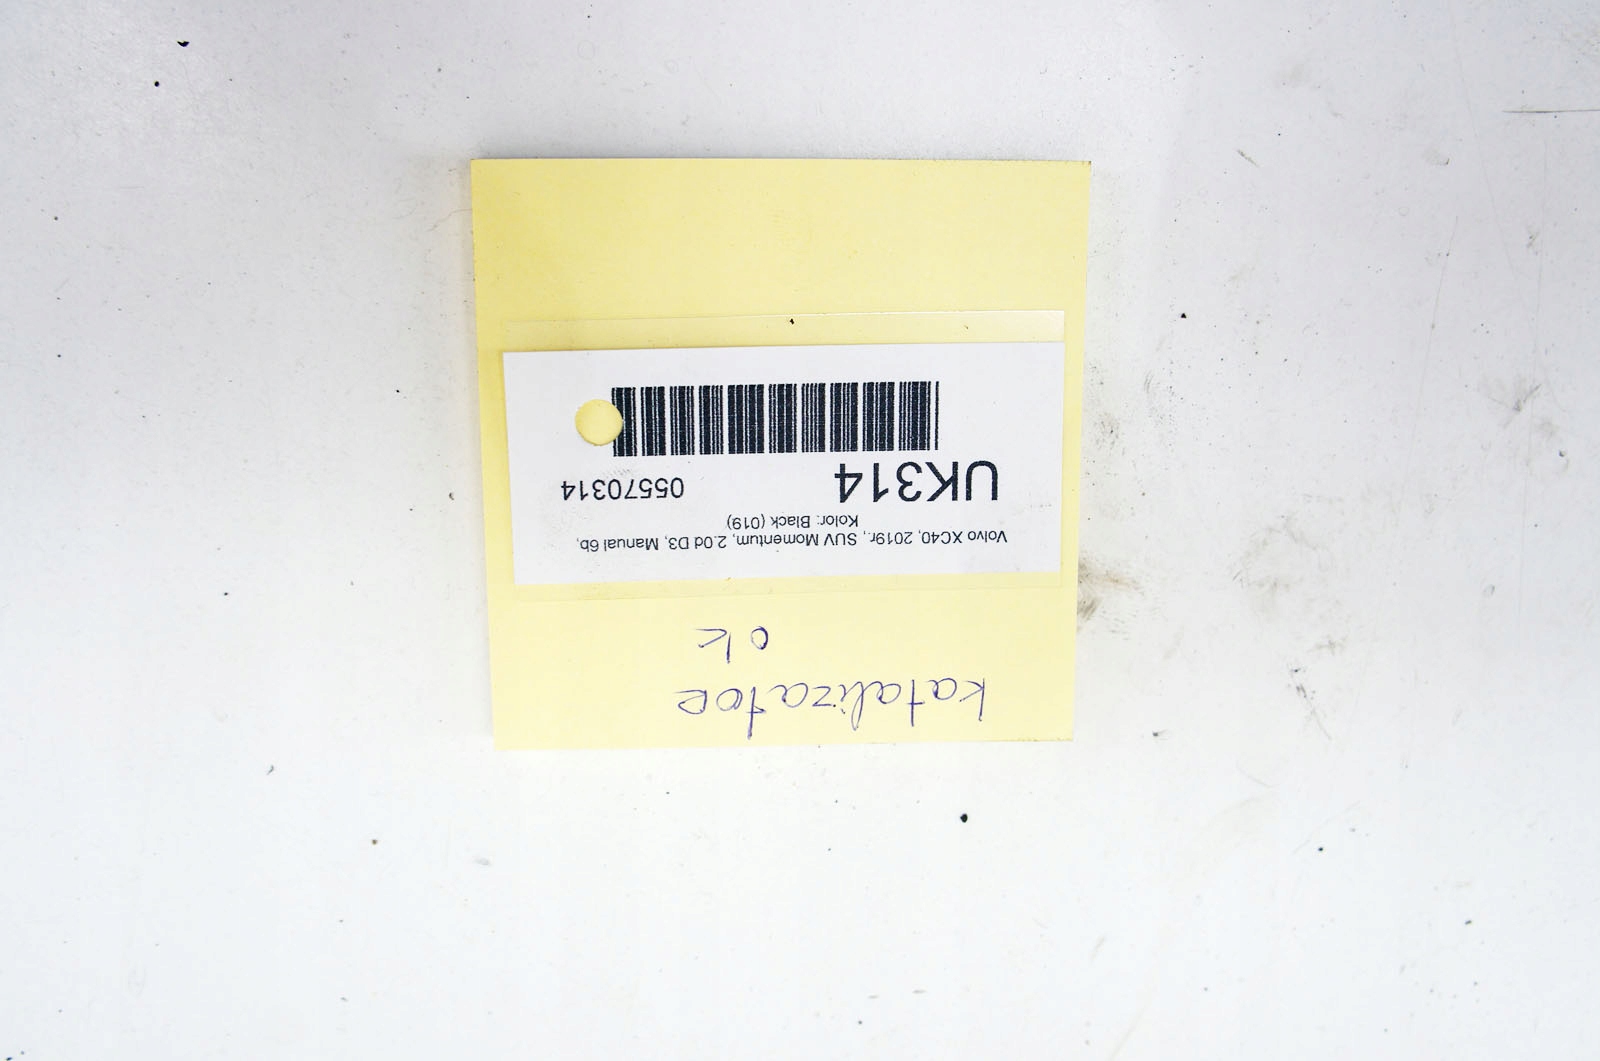 katalizator
ok
Volvo XC40, 2019r., SUV Momentum, 2.0d D3, Manual 6b,
Kolor: Black (019)
UK314 05570314